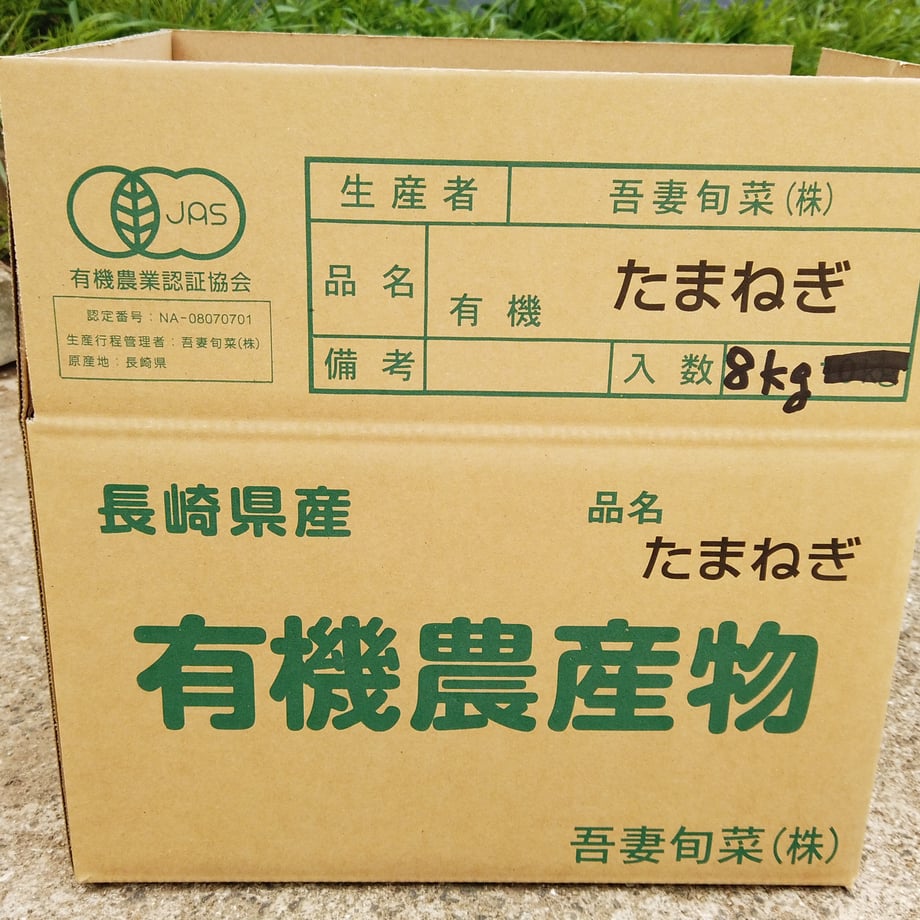 JAS
有機農業認証協会
認定番号：NA-08070701
生産行程管理者：吾妻旬菜(株)
原産地：長崎県
生産者 吾妻旬菜(株)
品名 有機 たまねぎ
備考 入数 8kg
長崎県産
品名
たまねぎ
有機農産物
吾妻旬菜(株)